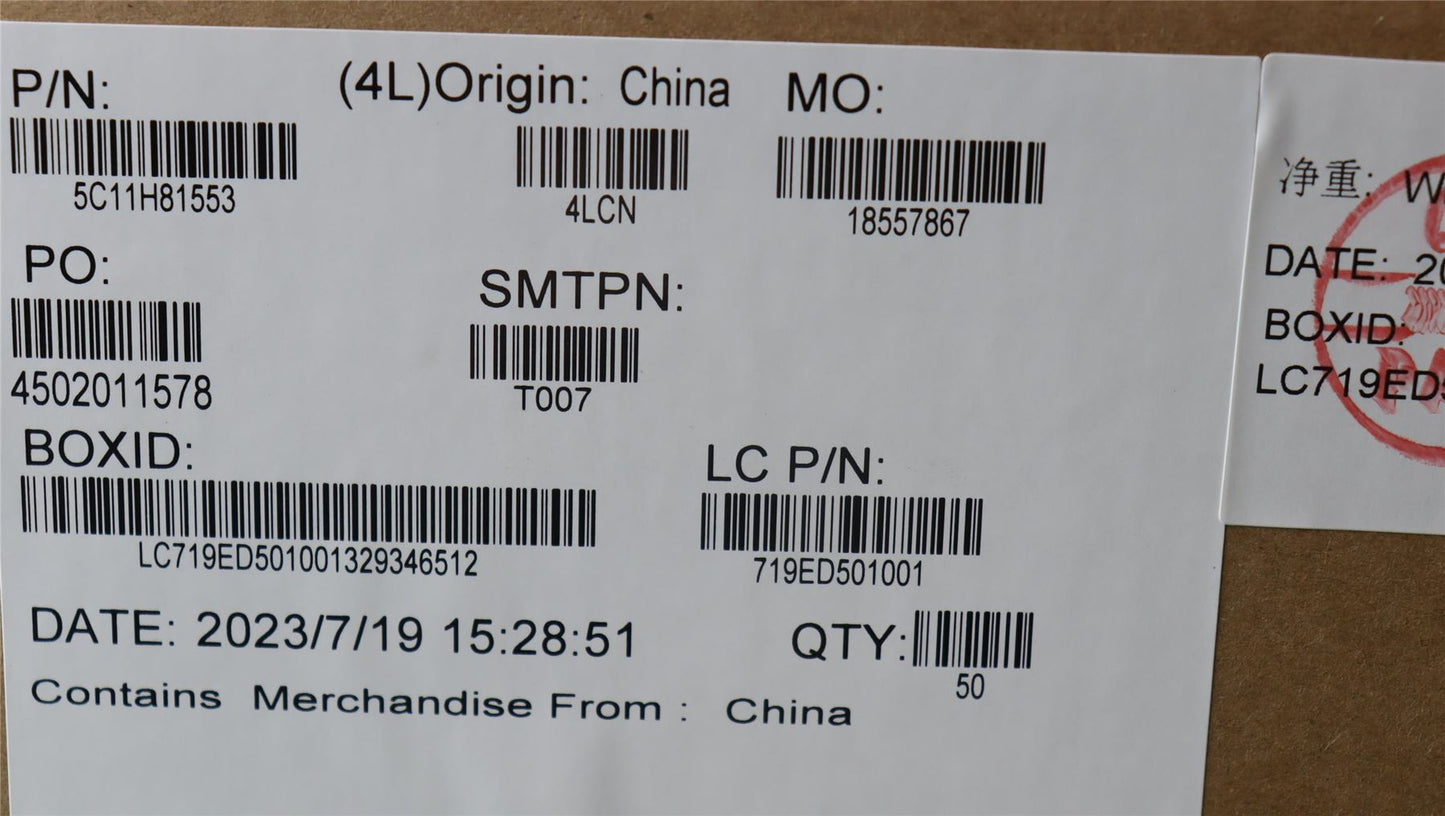 P/N: (4L)Origin: China MO:
5C11H81553 4LCN 18557867
PO: SMTPN:
4502011578 T007
BOXID: LC P/N:
LC719ED501001329346512 719ED501001
DATE: 2023/7/19 15:28:51 QTY:
50
Contains Merchandise From : China
净重:
DATE:
BOXID: